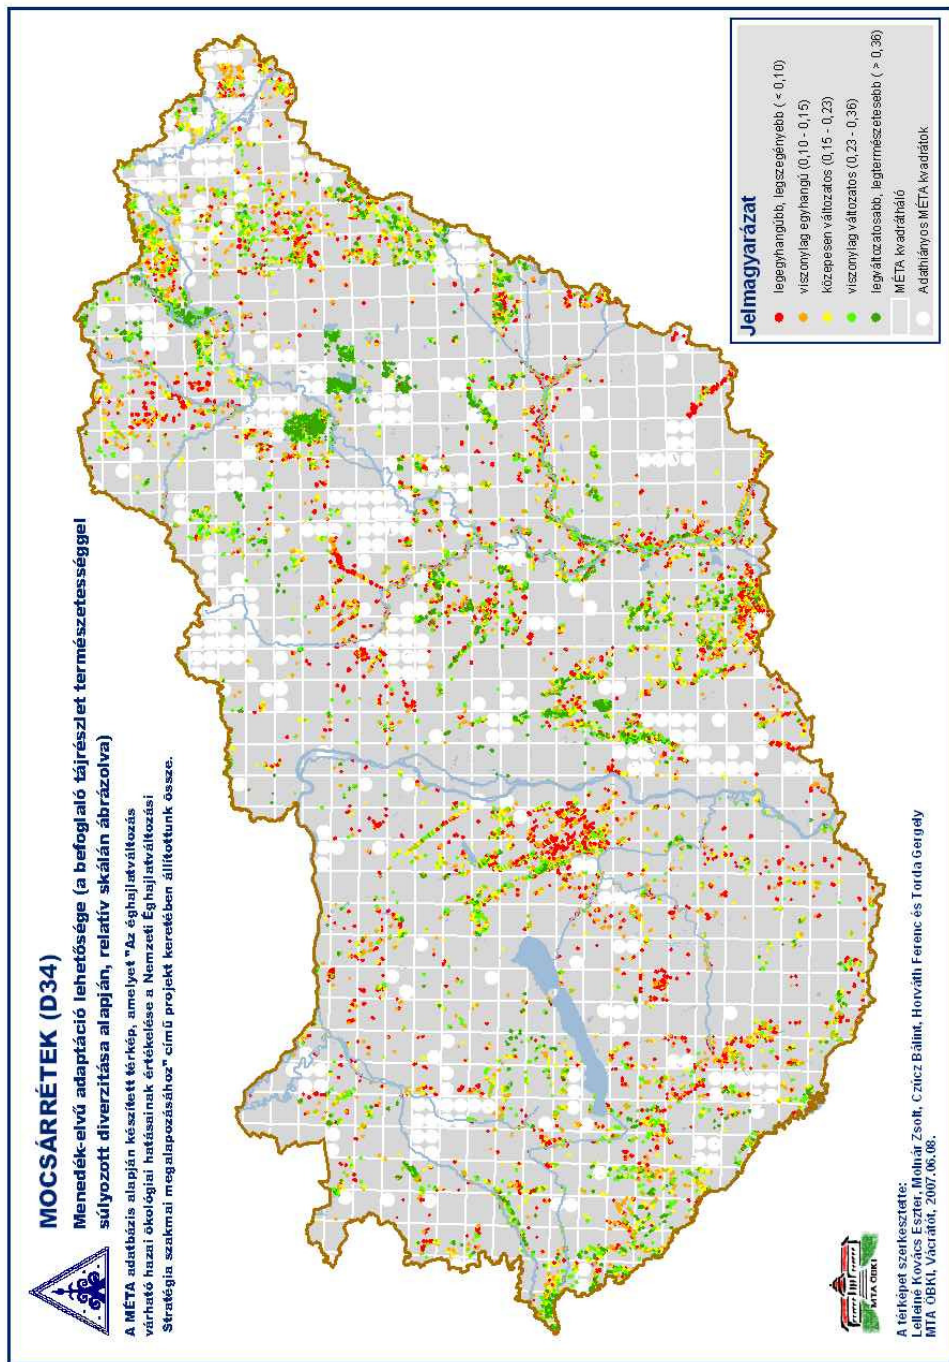 MOCSÁRRÉTEK (D34)
Menedék-elvű adaptáció lehetősége (a befoglaló tájrészlet természetességgel
súlyozott diverzitása alapján, relatív skálán ábrázolva)
A MÉTA adatbázis alapján készített térkép, amelyet "Az éghajlatváltozás
várható hazai ökológiai hatásainak értékelése a Nemzeti Éghajlatváltozási
Stratégia szakmai megalapozásához" című projekt keretében állítottunk össze.
Jelmagyarázat
legegyhangúbb, legszegényebb ( < 0,10)
viszonylag egyhangú (0,10 - 0,15)
közepesen változatos (0,15 - 0,23)
viszonylag változatos (0,23 - 0,36)
legváltozatosabb, legtermészetesebb ( > 0,36)
MÉTA kvadrátháló
Adathiányos MÉTA kvadrátok
MTA ÖBKI
A térképet szerkesztette:
Lelleiné Kovács Eszter, Molnár Zsolt, Czúcz Bálint, Horváth Ferenc és Torda Gergely
MTA ÖBKI, Vácrátót, 2007.06.08.